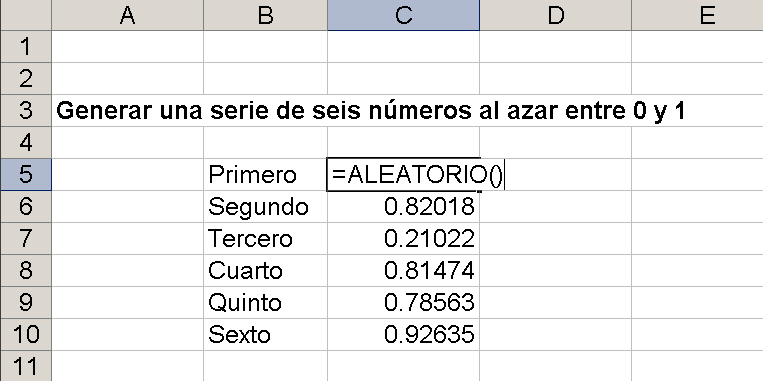 A B C D E
1
2
3 Generar una serie de seis números al azar entre 0 y 1
4
5 Primero =ALEATORIO()
6 Segundo 0.82018
7 Tercero 0.21022
8 Cuarto 0.81474
9 Quinto 0.78563
10 Sexto 0.92635
11